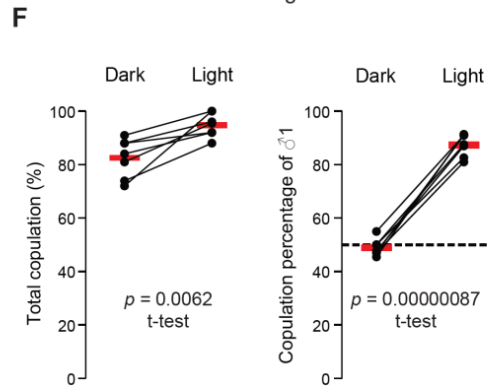 F
Dark Light
Total copulation (%)
100
80
60
40
20
0
p = 0.0062
t-test
Dark Light
Copulation percentage of ♂1
100
80
60
40
20
0
p = 0.00000087
t-test